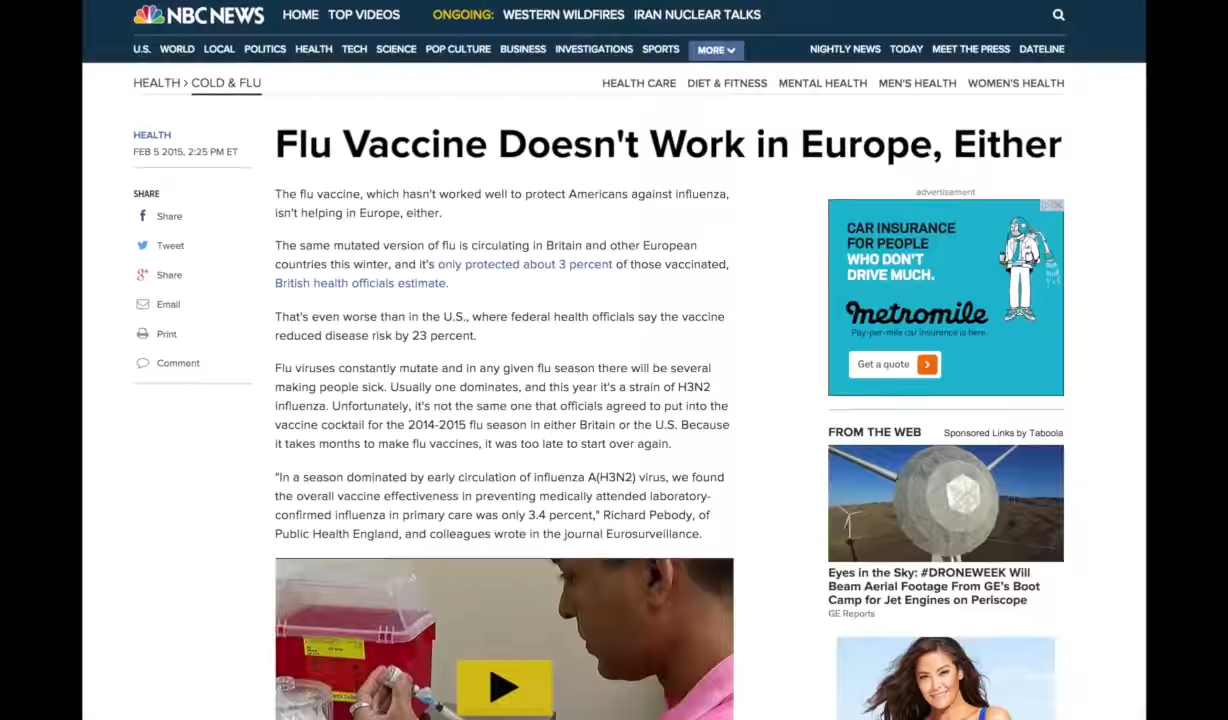 NBC NEWS HOME TOP VIDEOS ONGOING: WESTERN WILDFIRES IRAN NUCLEAR TALKS
U.S. WORLD LOCAL POLITICS HEALTH TECH SCIENCE POP CULTURE BUSINESS INVESTIGATIONS SPORTS MORE NIGHTLY NEWS TODAY MEET THE PRESS DATELINE
HEALTH > COLD & FLU HEALTH CARE DIET & FITNESS MENTAL HEALTH MEN'S HEALTH WOMEN'S HEALTH
HEALTH
FEB 5 2015, 2:25 PM ET
SHARE
f Share
Tweet
g+ Share
Email
Print
Comment
Flu Vaccine Doesn't Work in Europe, Either
The flu vaccine, which hasn't worked well to protect Americans against influenza,
isn't helping in Europe, either.
The same mutated version of flu is circulating in Britain and other European
countries this winter, and it's only protected about 3 percent of those vaccinated,
British health officials estimate.
That's even worse than in the U.S., where federal health officials say the vaccine
reduced disease risk by 23 percent.
Flu viruses constantly mutate and in any given flu season there will be several
making people sick. Usually one dominates, and this year it's a strain of H3N2
influenza. Unfortunately, it's not the same one that officials agreed to put into the
vaccine cocktail for the 2014-2015 flu season in either Britain or the U.S. Because
it takes months to make flu vaccines, it was too late to start over again.
"In a season dominated by early circulation of influenza A(H3N2) virus, we found
the overall vaccine effectiveness in preventing medically attended laboratory-
confirmed influenza in primary care was only 3.4 percent," Richard Pebody, of
Public Health England, and colleagues wrote in the journal Eurosurveillance.
advertisement
CAR INSURANCE
FOR PEOPLE
WHO DON'T
DRIVE MUCH.
metromile
Pay-per-mile car insurance is here.
Get a quote
FROM THE WEB Sponsored Links by Taboola
Eyes in the Sky: #DRONEWEEK Will
Beam Aerial Footage From GE's Boot
Camp for Jet Engines on Periscope
GE Reports